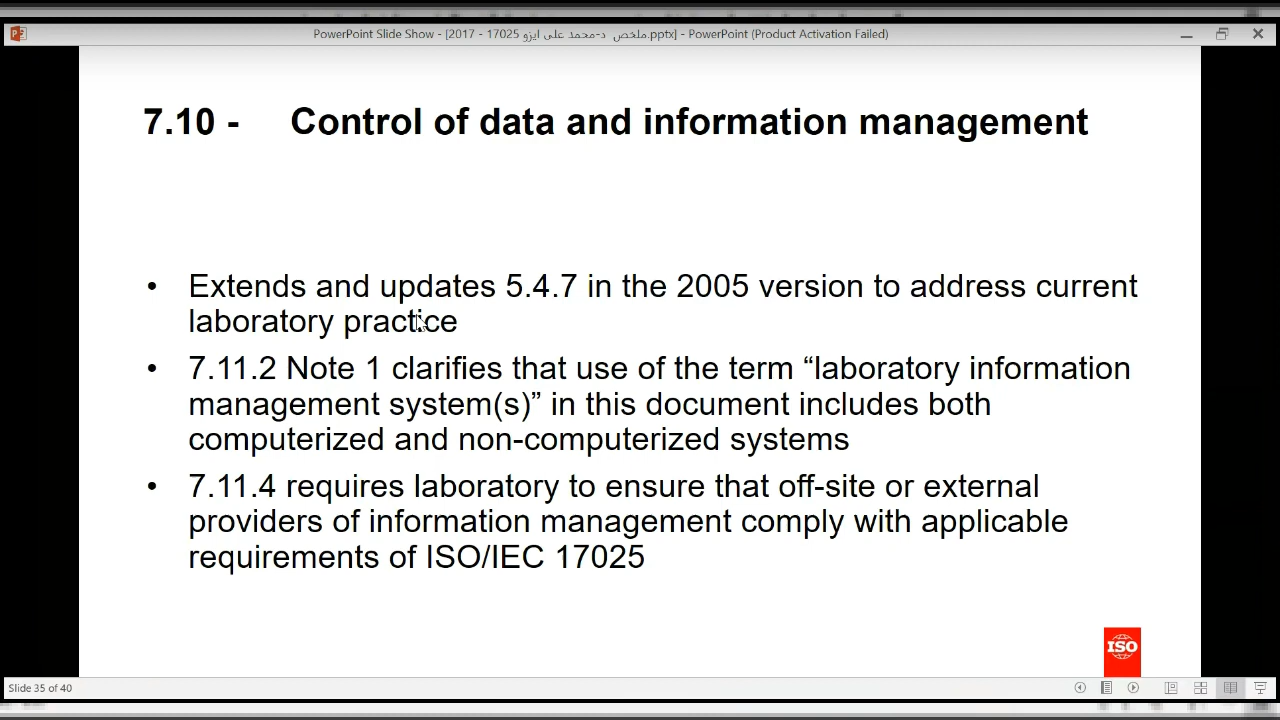 PowerPoint Slide Show - [2017 - 17025 ملخص د-محمد على ايزو.pptx] - PowerPoint (Product Activation Failed)
7.10 - Control of data and information management
• Extends and updates 5.4.7 in the 2005 version to address current
laboratory practice
• 7.11.2 Note 1 clarifies that use of the term “laboratory information
management system(s)” in this document includes both
computerized and non-computerized systems
• 7.11.4 requires laboratory to ensure that off-site or external
providers of information management comply with applicable
requirements of ISO/IEC 17025
ISO
Slide 35 of 40